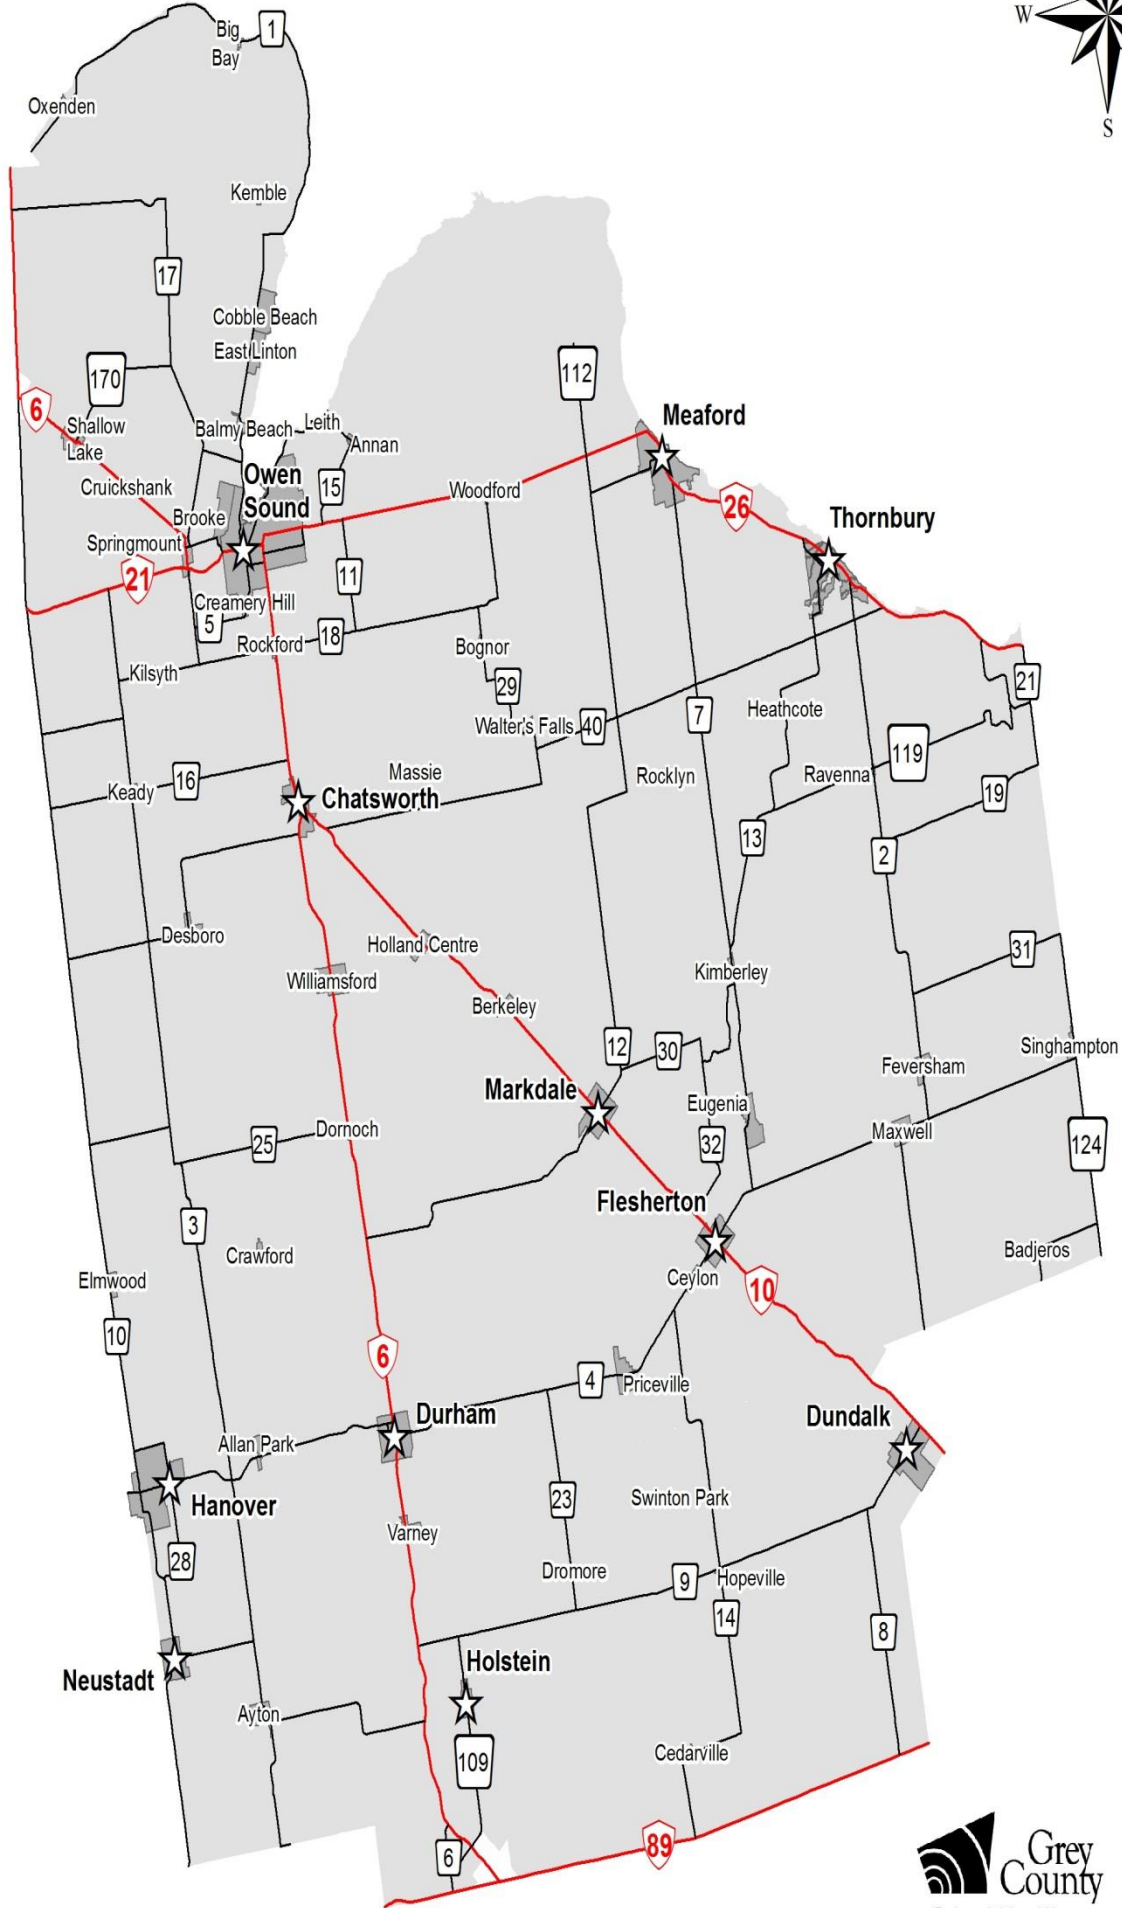 W
S
Big
Bay
1
Oxenden
Kemble
17
Cobble Beach
East Linton
170
112
6
Shallow
Lake
Balmy Beach
Leith
Annan
Meaford
Cruickshank
Owen
Sound
15
Woodford
26
Brooke
Thornbury
Springmount
21
11
Creamery Hill
5
18
Rockford
Bognor
Kilsyth
29
21
7
Heathcote
Walter's Falls
40
119
Massie
Rocklyn
Ravenna
16
Keady
19
Chatsworth
13
2
Desboro
Holland Centre
31
Kimberley
Williamsford
Berkeley
12
30
Singhampton
Feversham
Markdale
Eugenia
Dornoch
25
32
Maxwell
124
Flesherton
3
Crawford
Badjeros
Elmwood
Ceylon
10
10
6
4
Priceville
Durham
Dundalk
Allan Park
Hanover
23
Swinton Park
Varney
28
Dromore
9
Hopeville
14
8
Holstein
Neustadt
Ayton
Cedarville
109
89
6
Grey
County